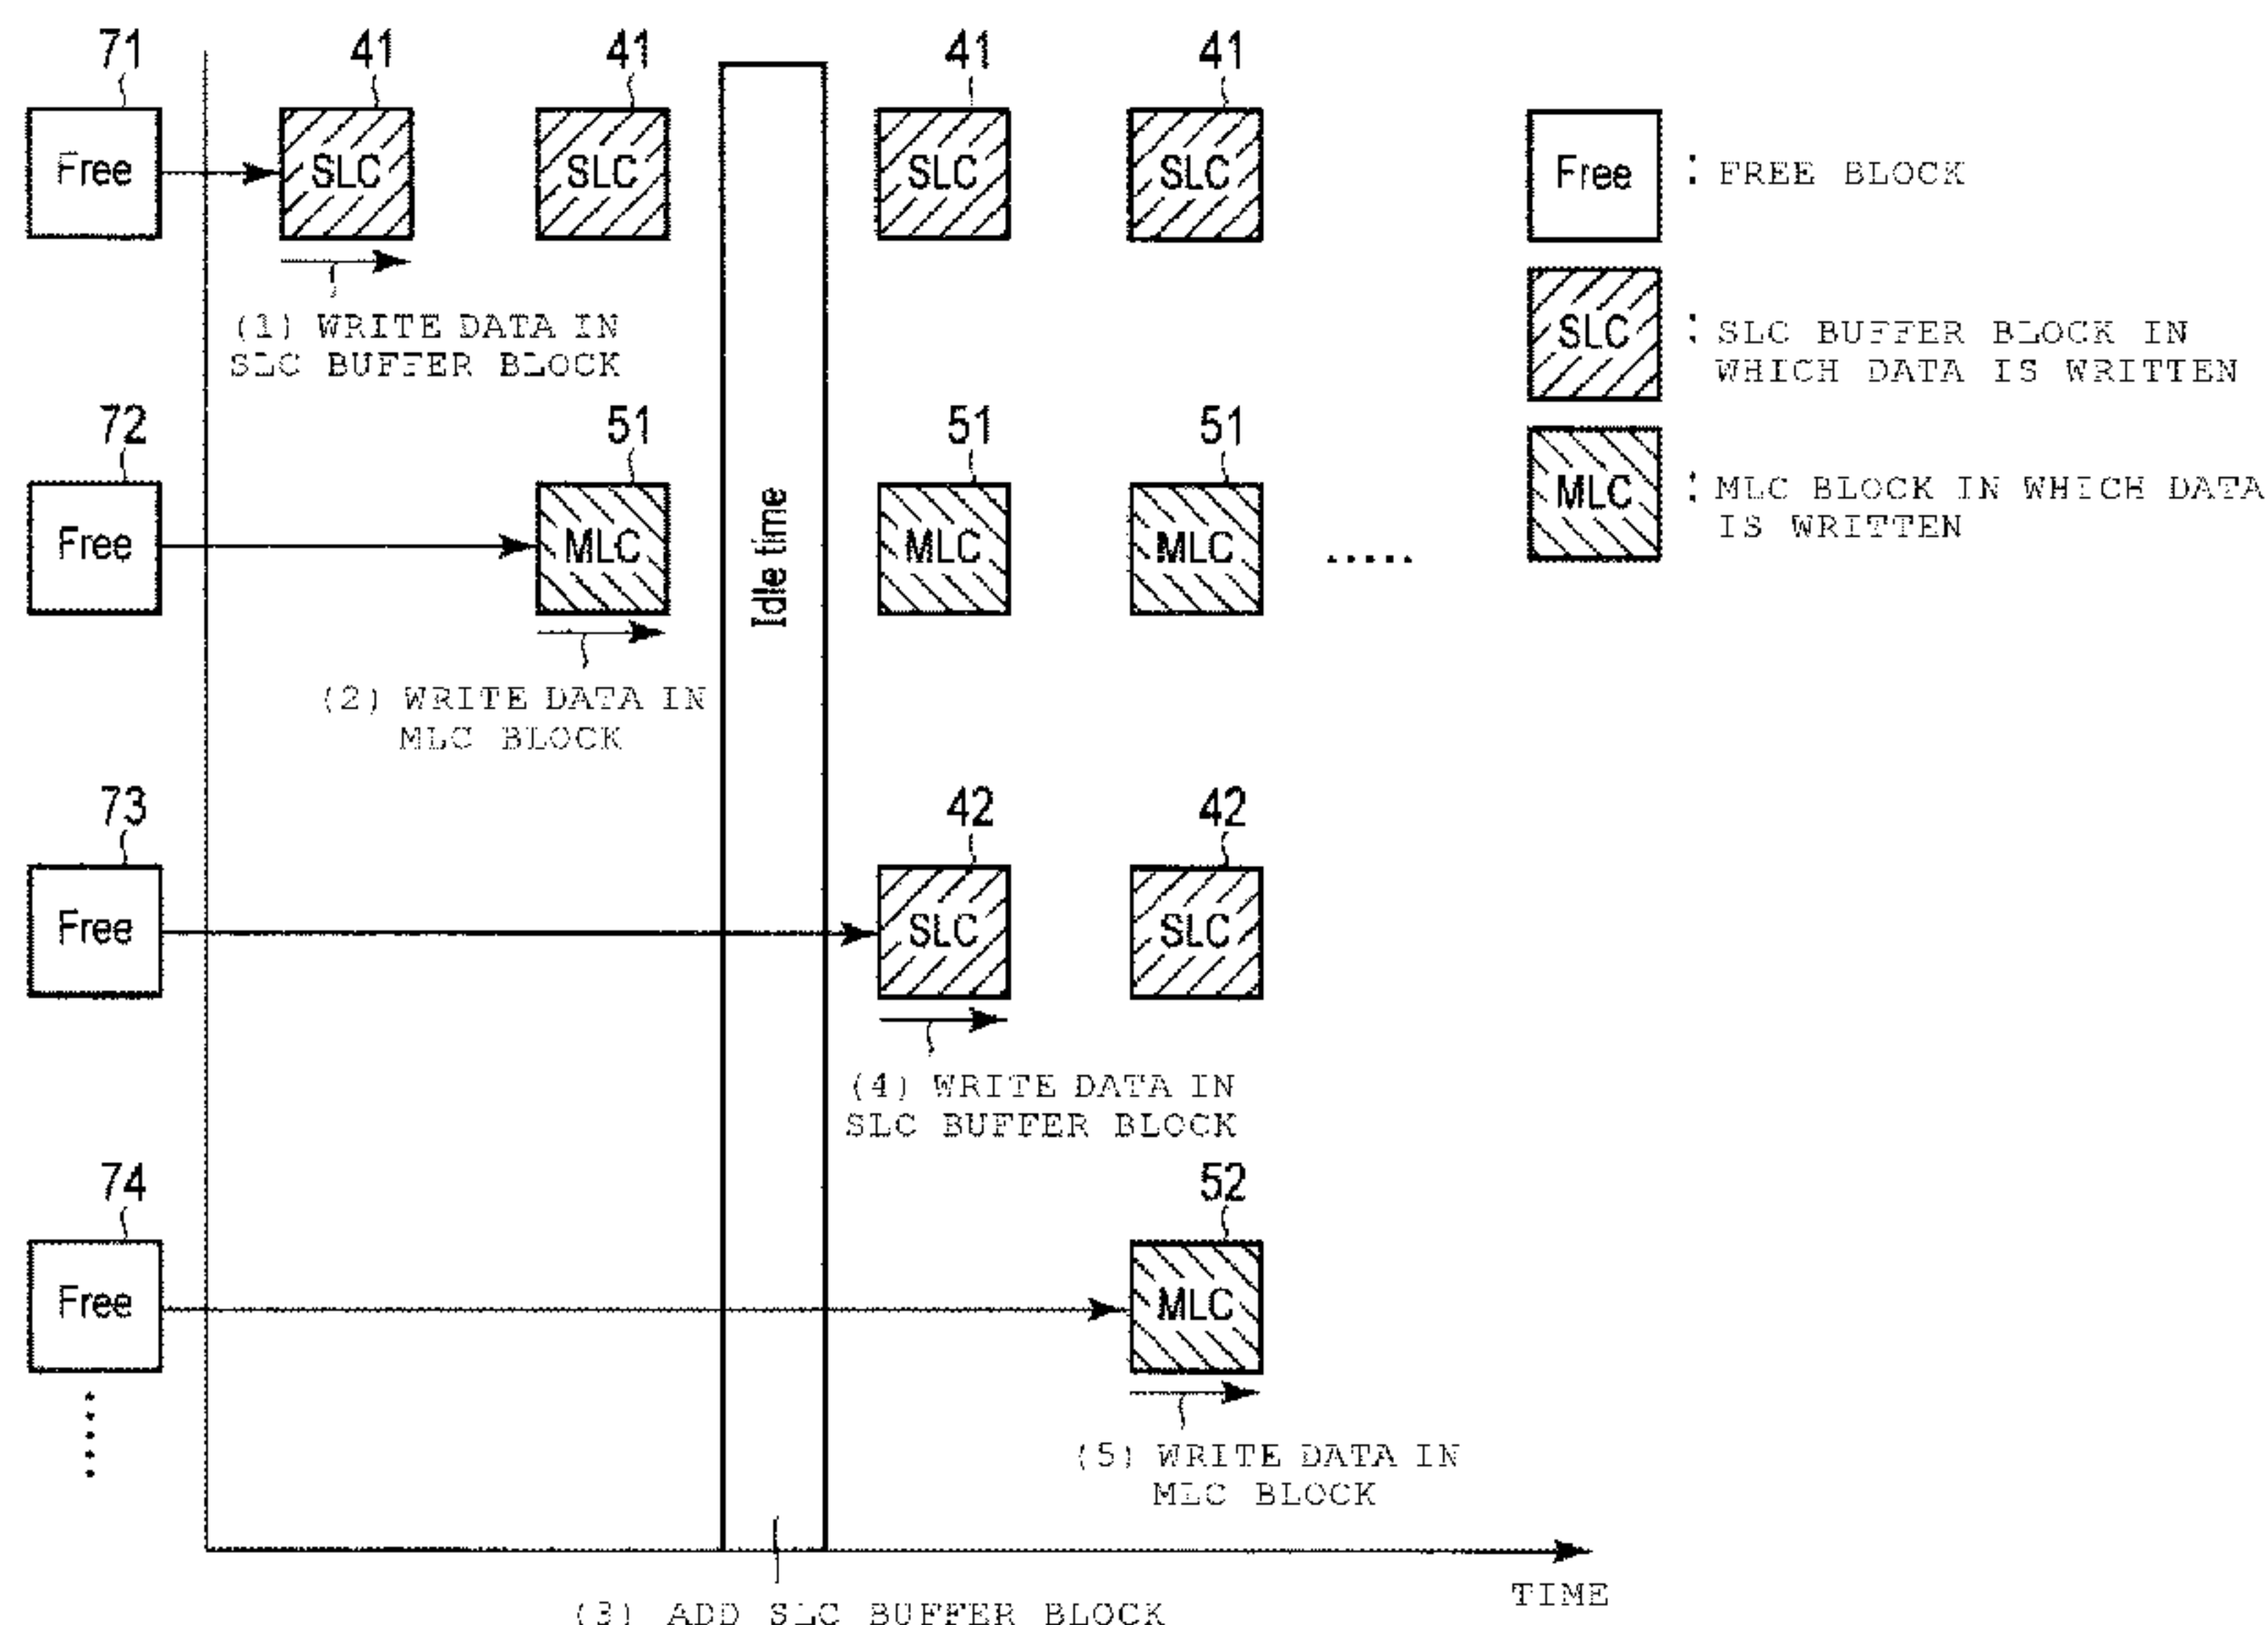 71 41 41 41 41
Free SLC SLC SLC SLC Free : FREE BLOCK
(1) WRITE DATA IN
SLC BUFFER BLOCK
SLC : SLC BUFFER BLOCK IN
WHICH DATA IS WRITTEN
72 51 51 51
Free MLC Idle time MLC MLC ..... MLC : MLC BLOCK IN WHICH DATA
IS WRITTEN
(2) WRITE DATA IN
MLC BLOCK
73 42 42
Free SLC SLC
(4) WRITE DATA IN
SLC BUFFER BLOCK
74 52
Free MLC
(5) WRITE DATA IN
MLC BLOCK
TIME
(3) ADD SLC BUFFER BLOCK